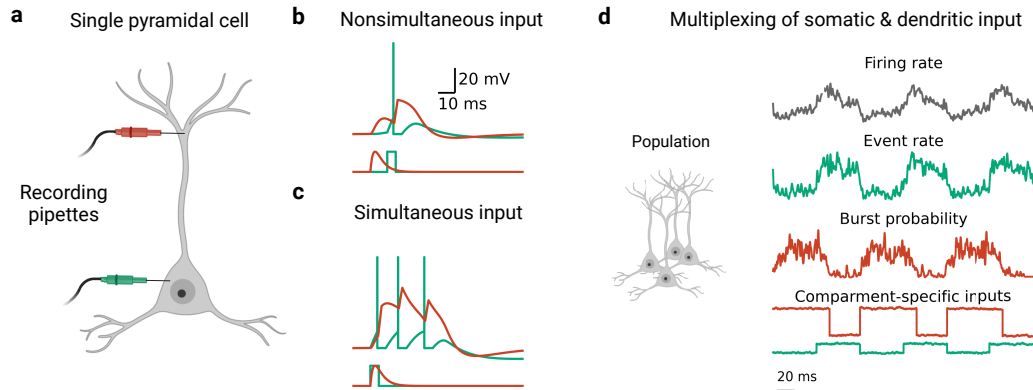 a
Single pyramidal cell
Recording
pipettes
b
Nonsimultaneous input
20 mV
10 ms
c
Simultaneous input
d
Multiplexing of somatic & dendritic input
Population
Firing rate
Event rate
Burst probability
Comparment-specific inputs
20 ms